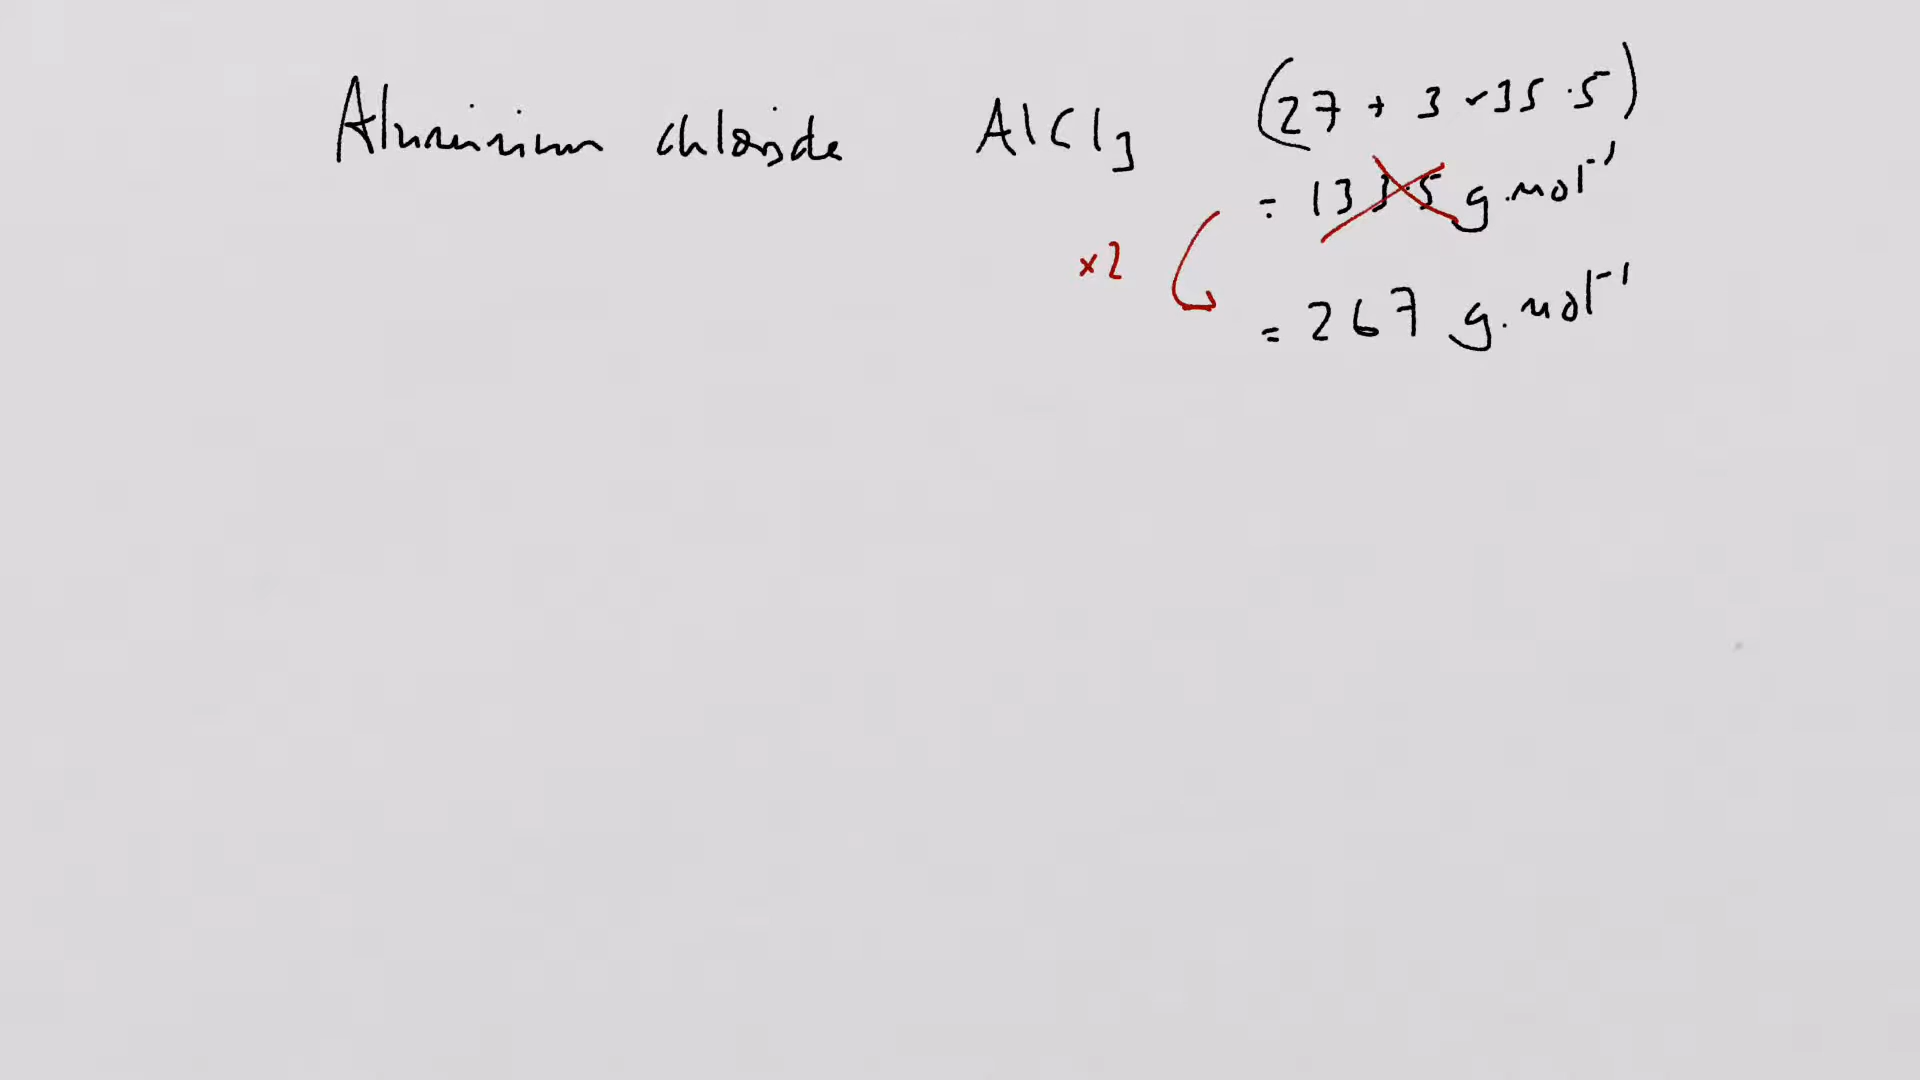 Aluminium chloride AlCl₃ (27 + 3 × 35.5)
= 133.5 g.mol⁻¹
×2
= 267 g.mol⁻¹